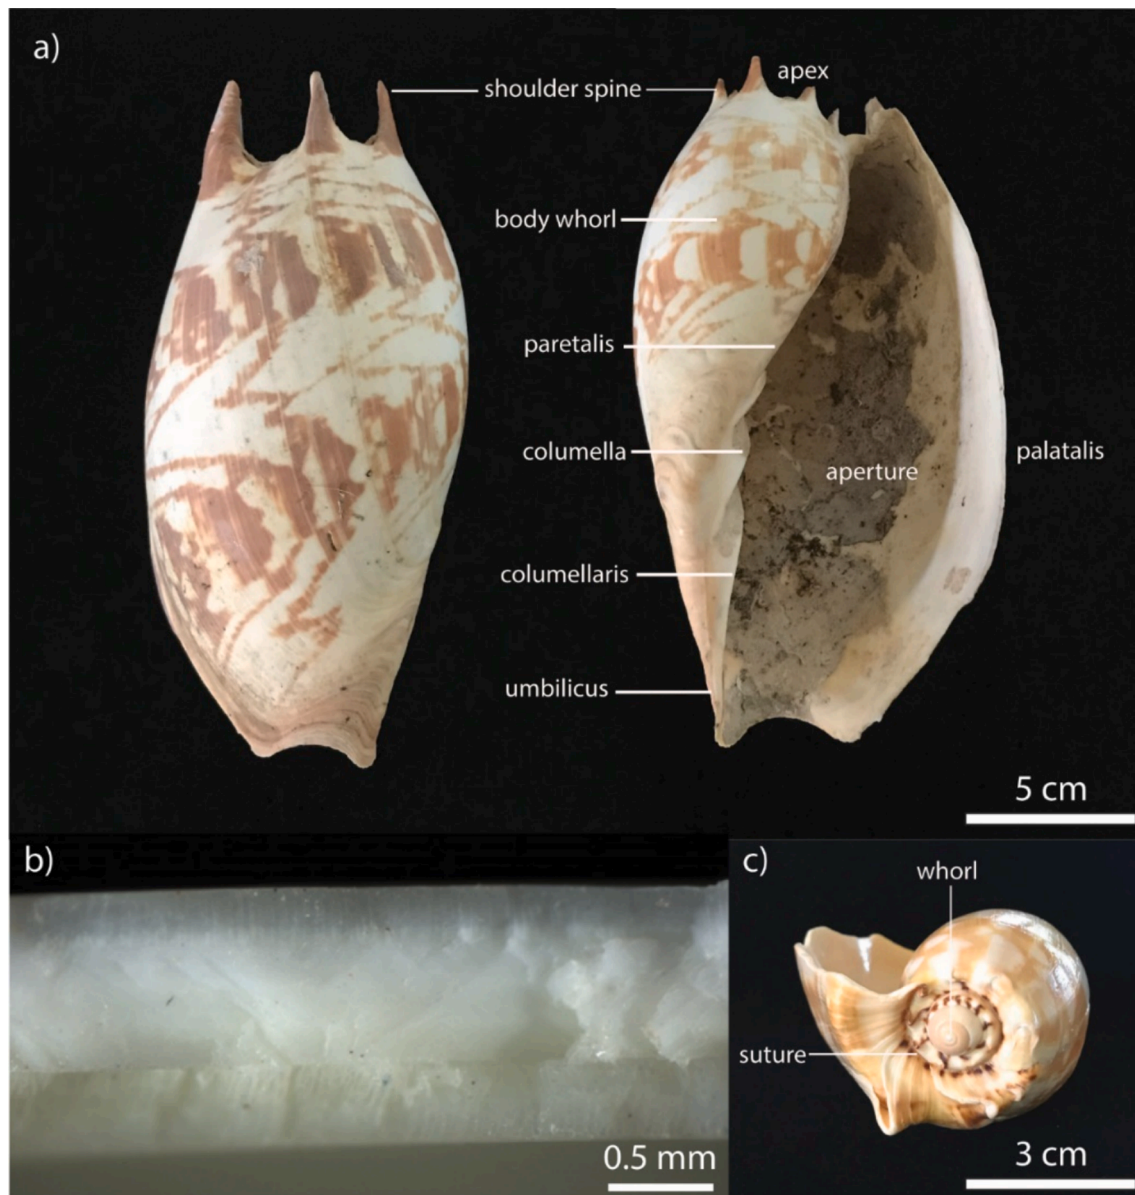 a)
apex
shoulder spine
body whorl
paretalis
columella
palatalis
aperture
columellaris
umbilicus
5 cm
b)
0.5 mm
c)
whorl
suture
3 cm